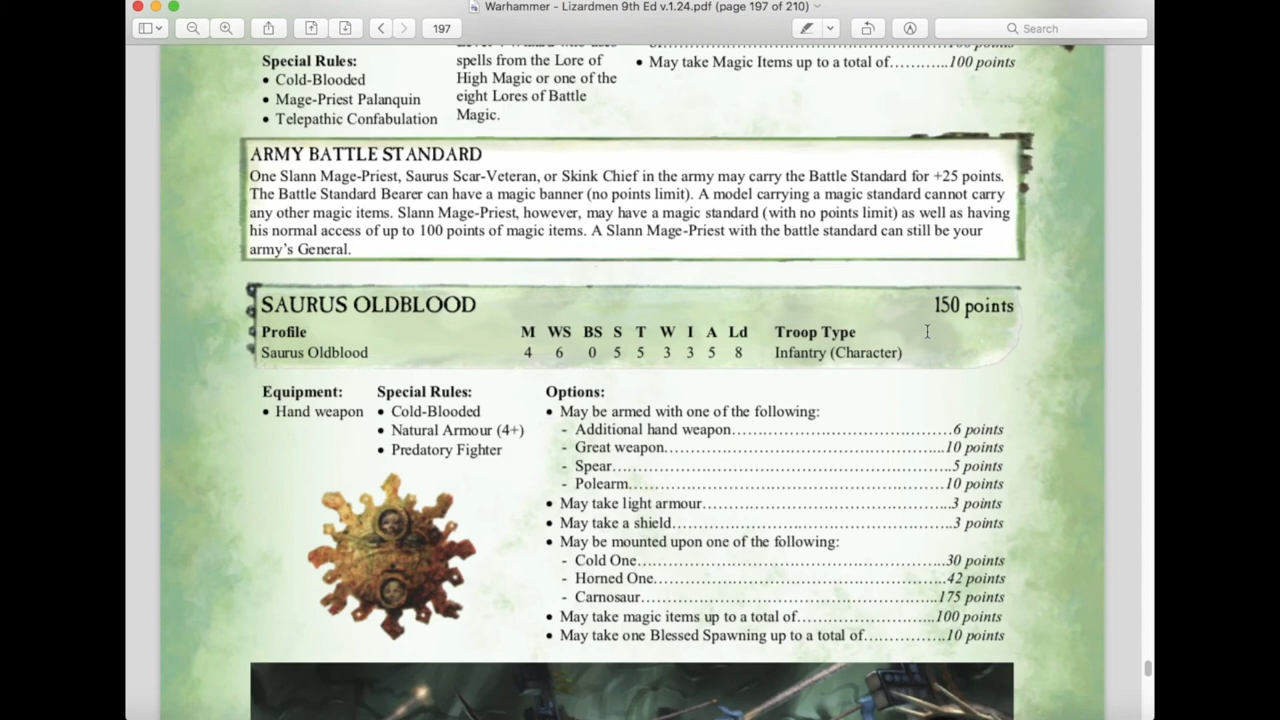 Warhammer - Lizardmen 9th Ed v.1.24.pdf (page 197 of 210)
197
Search
Special Rules:
• Cold-Blooded
• Mage-Priest Palanquin
• Telepathic Confabulation
spells from the Lore of
High Magic or one of the
eight Lores of Battle
Magic.
• May take Magic Items up to a total of...........100 points
ARMY BATTLE STANDARD
One Slann Mage-Priest, Saurus Scar-Veteran, or Skink Chief in the army may carry the Battle Standard for +25 points.
The Battle Standard Bearer can have a magic banner (no points limit). A model carrying a magic standard cannot carry
any other magic items. Slann Mage-Priest, however, may have a magic standard (with no points limit) as well as having
his normal access of up to 100 points of magic items. A Slann Mage-Priest with the battle standard can still be your
army's General.
SAURUS OLDBLOOD 150 points
Profile M WS BS S T W I A Ld Troop Type
Saurus Oldblood 4 6 0 5 5 3 3 5 8 Infantry (Character)
Equipment:
• Hand weapon
Special Rules:
• Cold-Blooded
• Natural Armour (4+)
• Predatory Fighter
Options:
• May be armed with one of the following:
- Additional hand weapon.................................................6 points
- Great weapon..................................................................10 points
- Spear...............................................................................5 points
- Polearm...........................................................................10 points
• May take light armour........................................................3 points
• May take a shield...............................................................3 points
• May be mounted upon one of the following:
- Cold One.........................................................................30 points
- Horned One.....................................................................42 points
- Carnosaur........................................................................175 points
• May take magic items up to a total of................................100 points
• May take one Blessed Spawning up to a total of................10 points